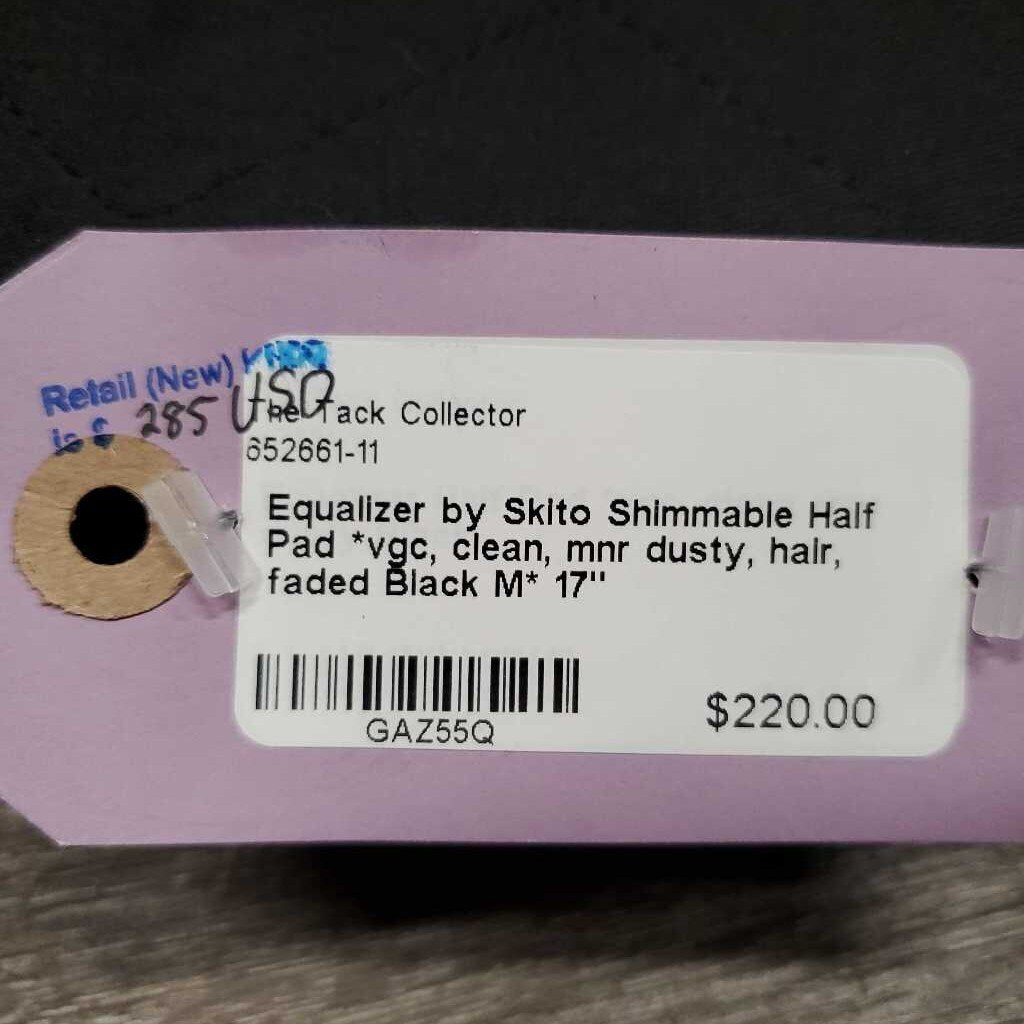 Retail (New)
is $ 285 USD
The Tack Collector
652661-11
Equalizer by Skito Shimmable Half
Pad *vgc, clean, mnr dusty, hair,
faded Black M* 17"
GAZ55Q
$220.00